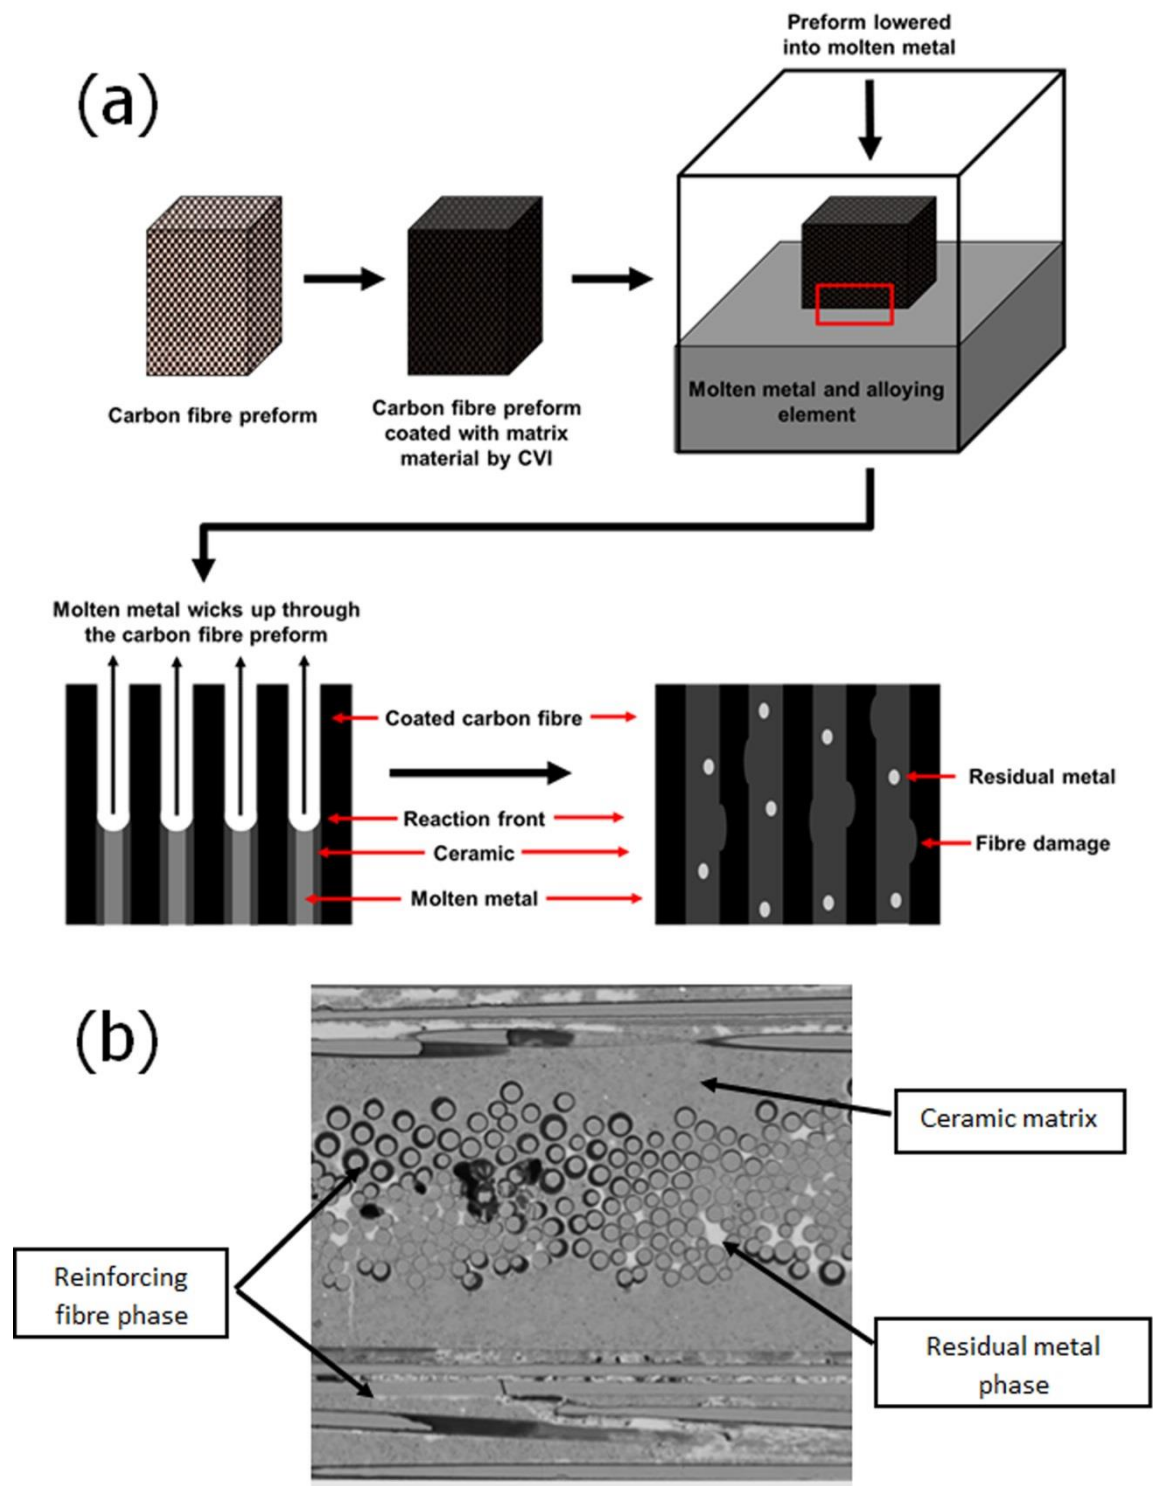 (a)
Preform lowered
into molten metal
Carbon fibre preform
Carbon fibre preform
coated with matrix
material by CVI
Molten metal and alloying
element
Molten metal wicks up through
the carbon fibre preform
Coated carbon fibre
Reaction front
Ceramic
Molten metal
Residual metal
Fibre damage
(b)
Ceramic matrix
Reinforcing
fibre phase
Residual metal
phase